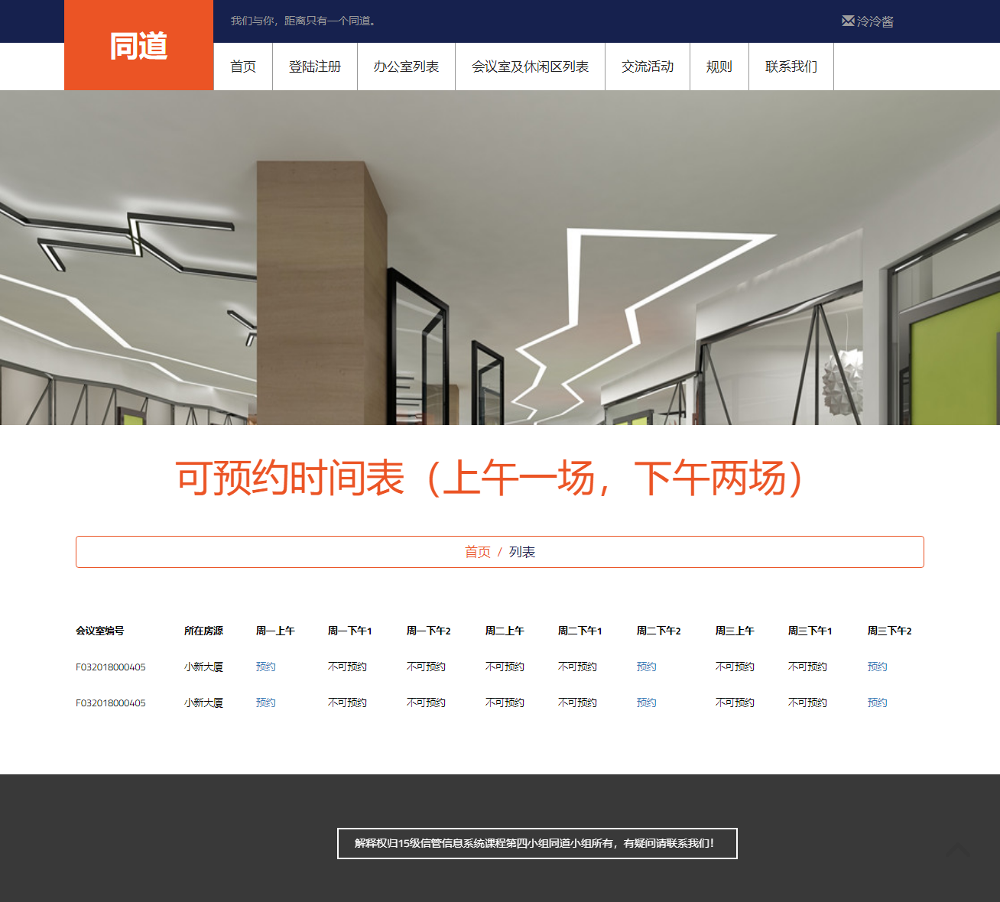 我们与你，距离只有一个同道。
泠泠酱
同道
首页 登陆注册 办公室列表 会议室及休闲区列表 交流活动 规则 联系我们
可预约时间表（上午一场，下午两场）
首页 / 列表
会议室编号 所在房源 周一上午 周一下午1 周一下午2 周二上午 周二下午1 周二下午2 周三上午 周三下午1 周三下午2
F032018000405 小新大厦 预约 不可预约 不可预约 不可预约 不可预约 预约 不可预约 不可预约 预约
F032018000405 小新大厦 预约 不可预约 不可预约 不可预约 不可预约 预约 不可预约 不可预约 预约
解释权归15级信管信息系统课程第四小组同道小组所有，有疑问请联系我们！